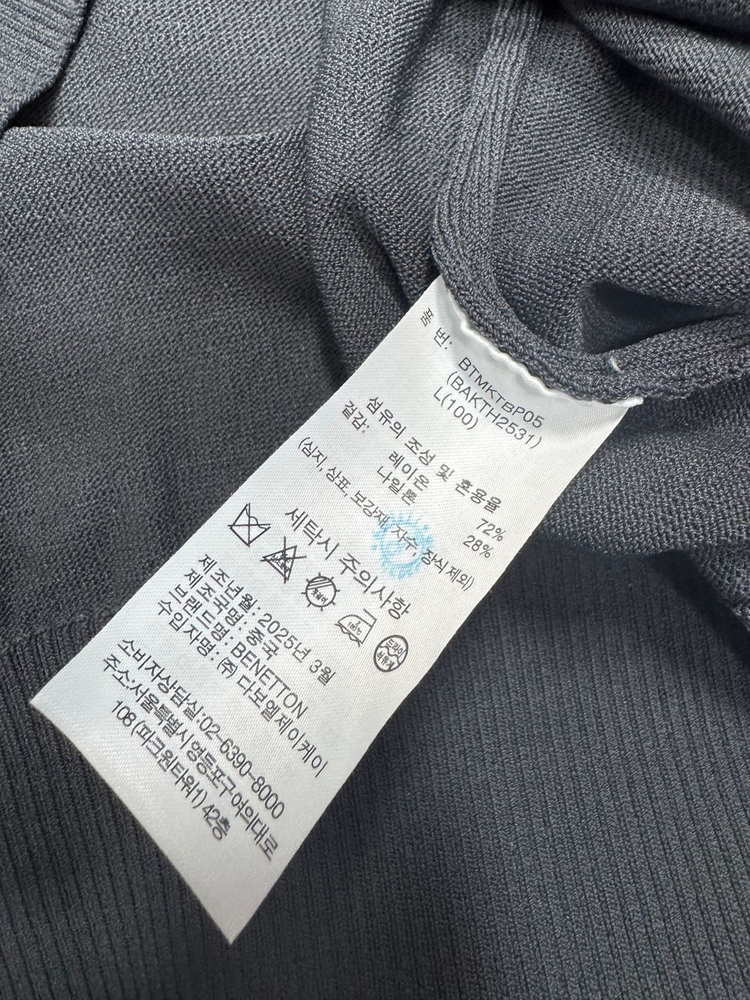 품 번: BTMKTBP05
(BAKTH2531)
L(100)
섬유의 조성 및 혼용율
겉감: 레이온 72%
나일론 28%
(심지, 상표, 보강재, 자수, 장식제외)
세탁시 주의사항
제조년월: 2025년 3월
제조국명: 중국
브랜드명: BENETTON
수입자명: (주) 다보엘제이케이
소비자상담실:02-6390-8000
주소:서울특별시영등포구여의대로
108 (파크원타워1) 42층